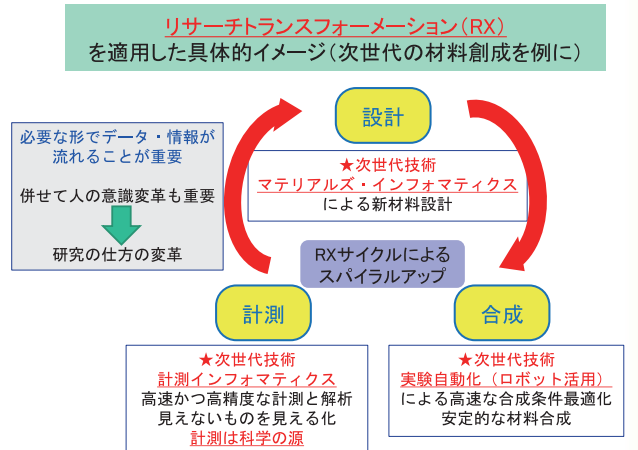 リサーチトランスフォーメーション（RX）
を適用した具体的イメージ（次世代の材料創成を例に）
必要な形でデータ・情報が
流れることが重要
併せて人の意識変革も重要
研究の仕方の変革
設計
★次世代技術
マテリアルズ・インフォマティクス
による新材料設計
RXサイクルによる
スパイラルアップ
計測
★次世代技術
計測インフォマティクス
高速かつ高精度な計測と解析
見えないものを見える化
計測は科学の源
合成
★次世代技術
実験自動化（ロボット活用）
による高速な合成条件最適化
安定的な材料合成